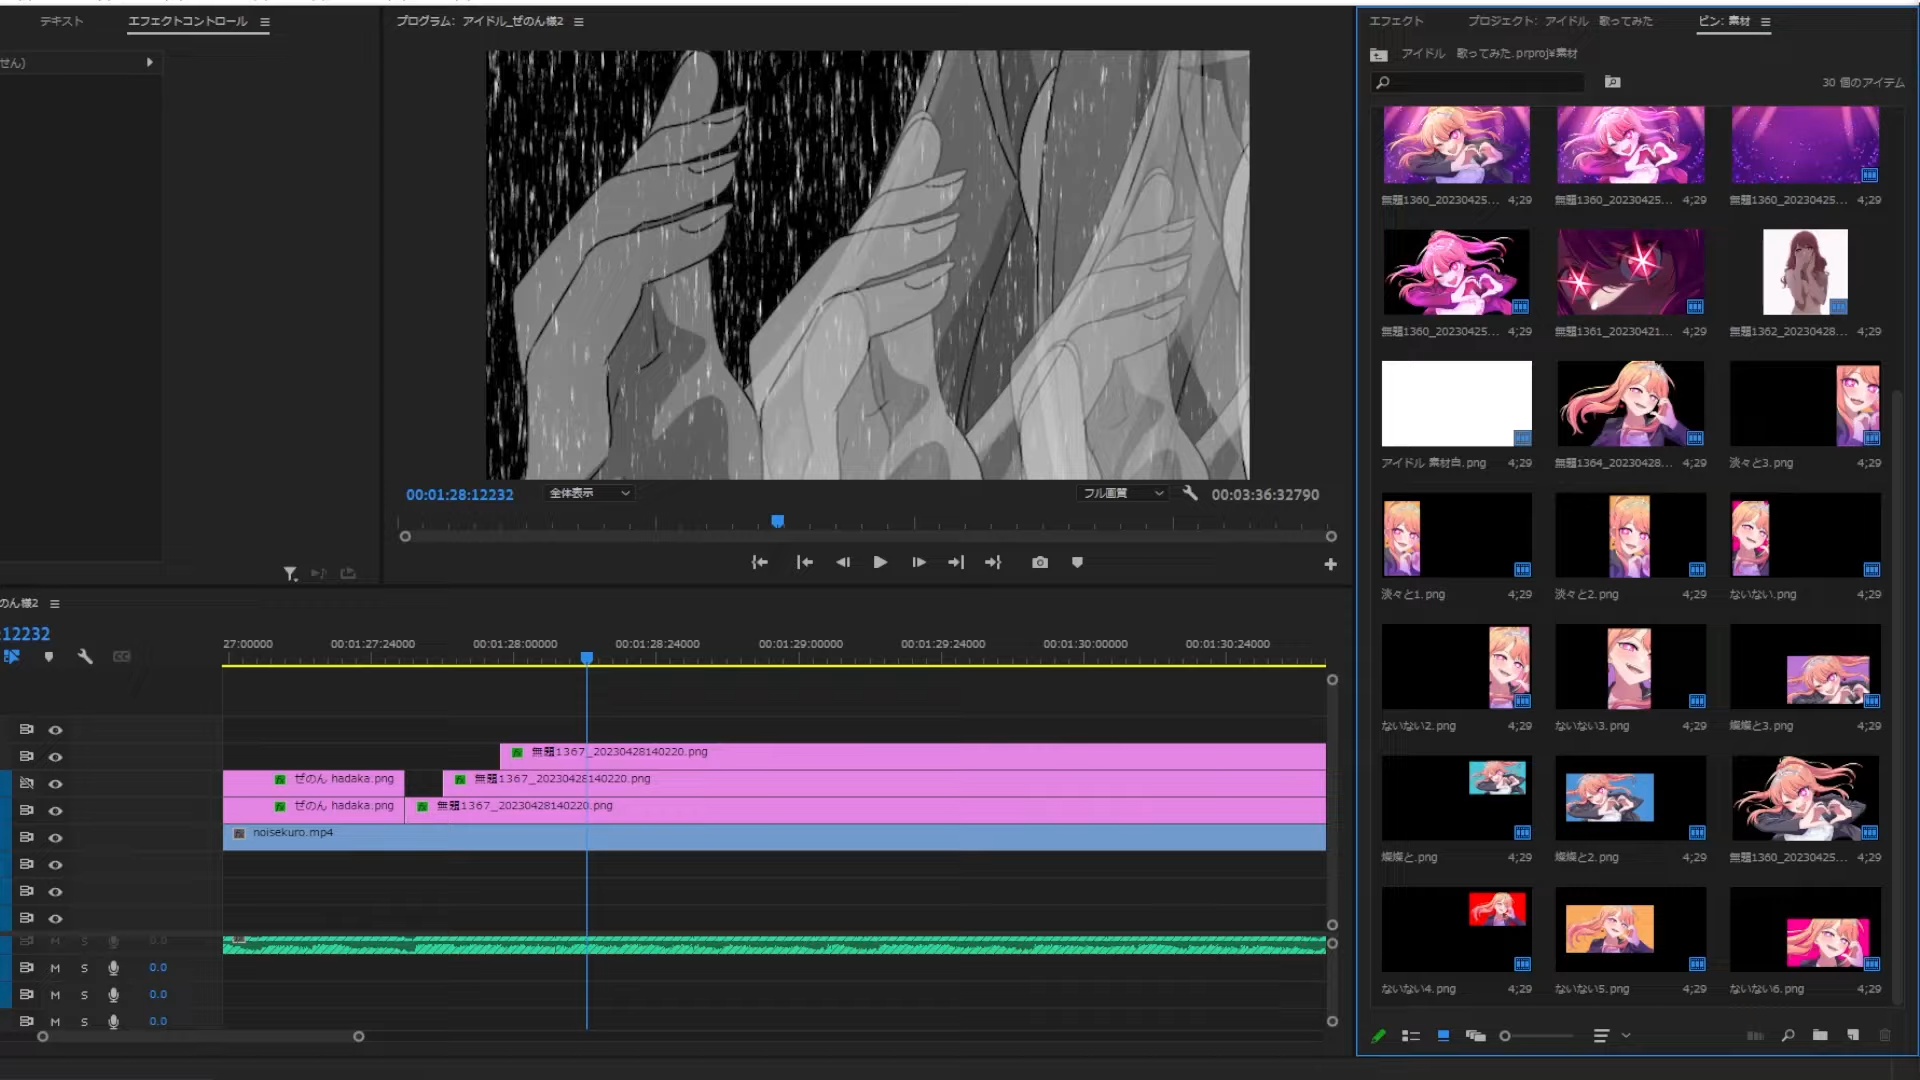 テキスト
エフェクトコントロール
せん)
プログラム: アイドル_ぜのん様2
00:01:28:12232
全体表示
フル画質
00:03:36:32790
エフェクト
プロジェクト: アイドル 歌ってみた
ビン: 素材
アイドル 歌ってみた.prproj¥素材
30 個のアイテム
無題1360_20230425... 4;29
無題1360_20230425... 4;29
無題1360_20230425... 4;29
無題1360_20230425... 4;29
無題1361_20230421... 4;29
無題1362_20230428... 4;29
アイドル 素材白.png 4;29
無題1364_20230428... 4;29
淡々と3.png 4;29
淡々と1.png 4;29
淡々と2.png 4;29
ないない.png 4;29
ないない2.png 4;29
ないない3.png 4;29
燦燦と3.png 4;29
燦燦と.png 4;29
燦燦と2.png 4;29
無題1360_20230425... 4;29
ないない4.png 4;29
ないない5.png 4;29
ないない6.png 4;29
のん様2
:12232
27:00000
00:01:27:24000
00:01:28:00000
00:01:28:24000
00:01:29:00000
00:01:29:24000
00:01:30:00000
00:01:30:24000
無題1367_20230428140220.png
ぜのん hadaka.png
無題1367_20230428140220.png
ぜのん hadaka.png
無題1367_20230428140220.png
noisekuro.mp4
M S 0.0
M S 0.0
M S 0.0
M S 0.0